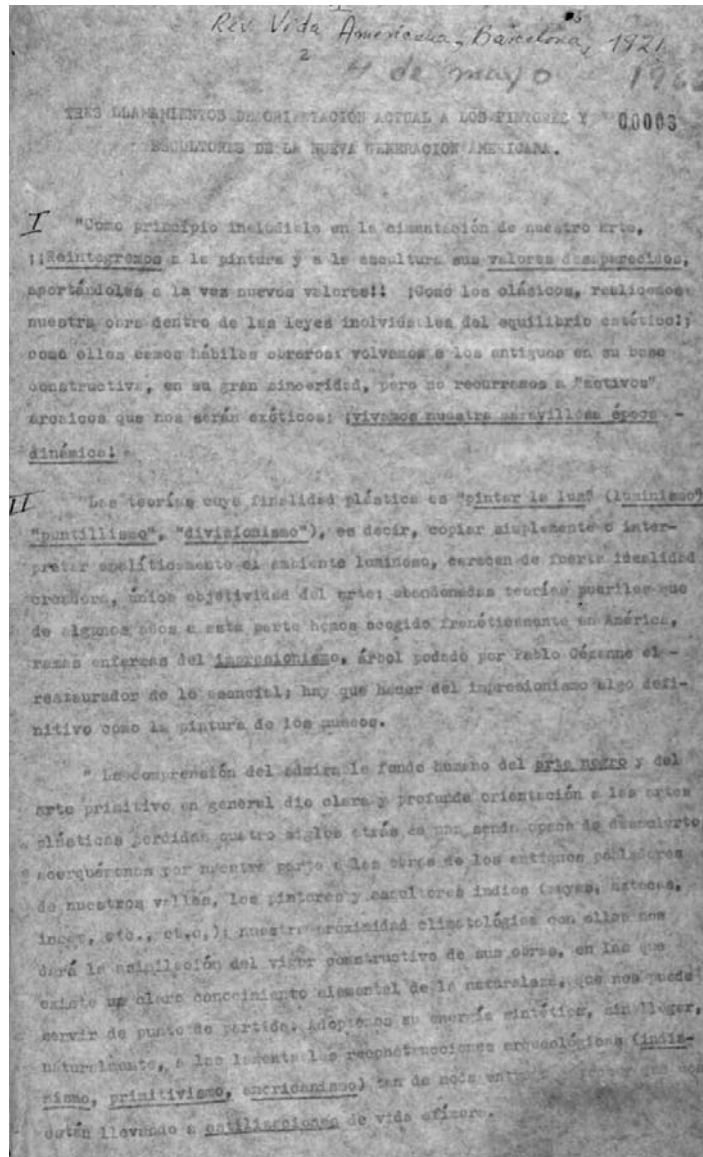 Rev. Vida Americana, Barcelona, 1921
2
4 de mayo 196
TRES LLAMAMIENTOS DE ORIENTACIÓN ACTUAL A LOS PINTORES Y 00003
ESCULTORES DE LA NUEVA GENERACION AMERICANA.
I "Como principio ineludible en la cimentación de nuestro arte,
¡¡Reintegremos a la pintura y a la escultura sus valores desaparecidos,
aportándoles a la vez nuevos valores!! ¡Como los clásicos, realicemos
nuestra obra dentro de las leyes inolvidables del equilibrio estético!;
como ellos seamos hábiles obreros: volvamos a los antiguos en su base
constructiva, en su gran sinceridad, pero no recurramos a "motivos"
arcaicos que nos serán exóticos; ¡vivamos nuestra maravillosa época -
dinámica!
II "Las teorías cuya finalidad plástica es "pintar la luz" (luminismo"
"puntillismo", "divisionismo"), es decir, copiar simplemente o inter-
pretar analíticamente el ambiente luminoso, carecen de fuerte idealidad
creadora, única objetividad del arte: abandonadas teorías pueriles que
de algunos años a esta parte hemos acogido frenéticamente en América,
ramas enfermas del impresionismo, árbol podado por Pablo Cézanne el -
restaurador de lo esencial; hay que hacer del impresionismo algo defi-
nitivo como la pintura de los museos.
" La comprensión del admirable fondo humano del arte negro y del
arte primitivo en general dio clara y profunda orientación a las artes
plásticas perdidas cuatro siglos atrás en una senda opaca de desacierto
acerquémonos por nuestra parte a las obras de los antiguos pobladores
de nuestros valles, los pintores y escultores indios (mayas, aztecas,
incas, etc., etc,); nuestra proximidad climatológica con ellos nos
dará la asimilación del vigor constructivo de sus obras, en las que
existe un claro conocimiento elemental de la naturaleza, que nos puede
servir de punto de partida. Adoptemos su energía sintética, sin llegar,
naturalmente, a las lamentables reconstrucciones arqueológicas (india-
nismo, primitivismo, americanismo) tan de moda entre nosotros que nos
están llevando a estilizaciones de vida efímera.